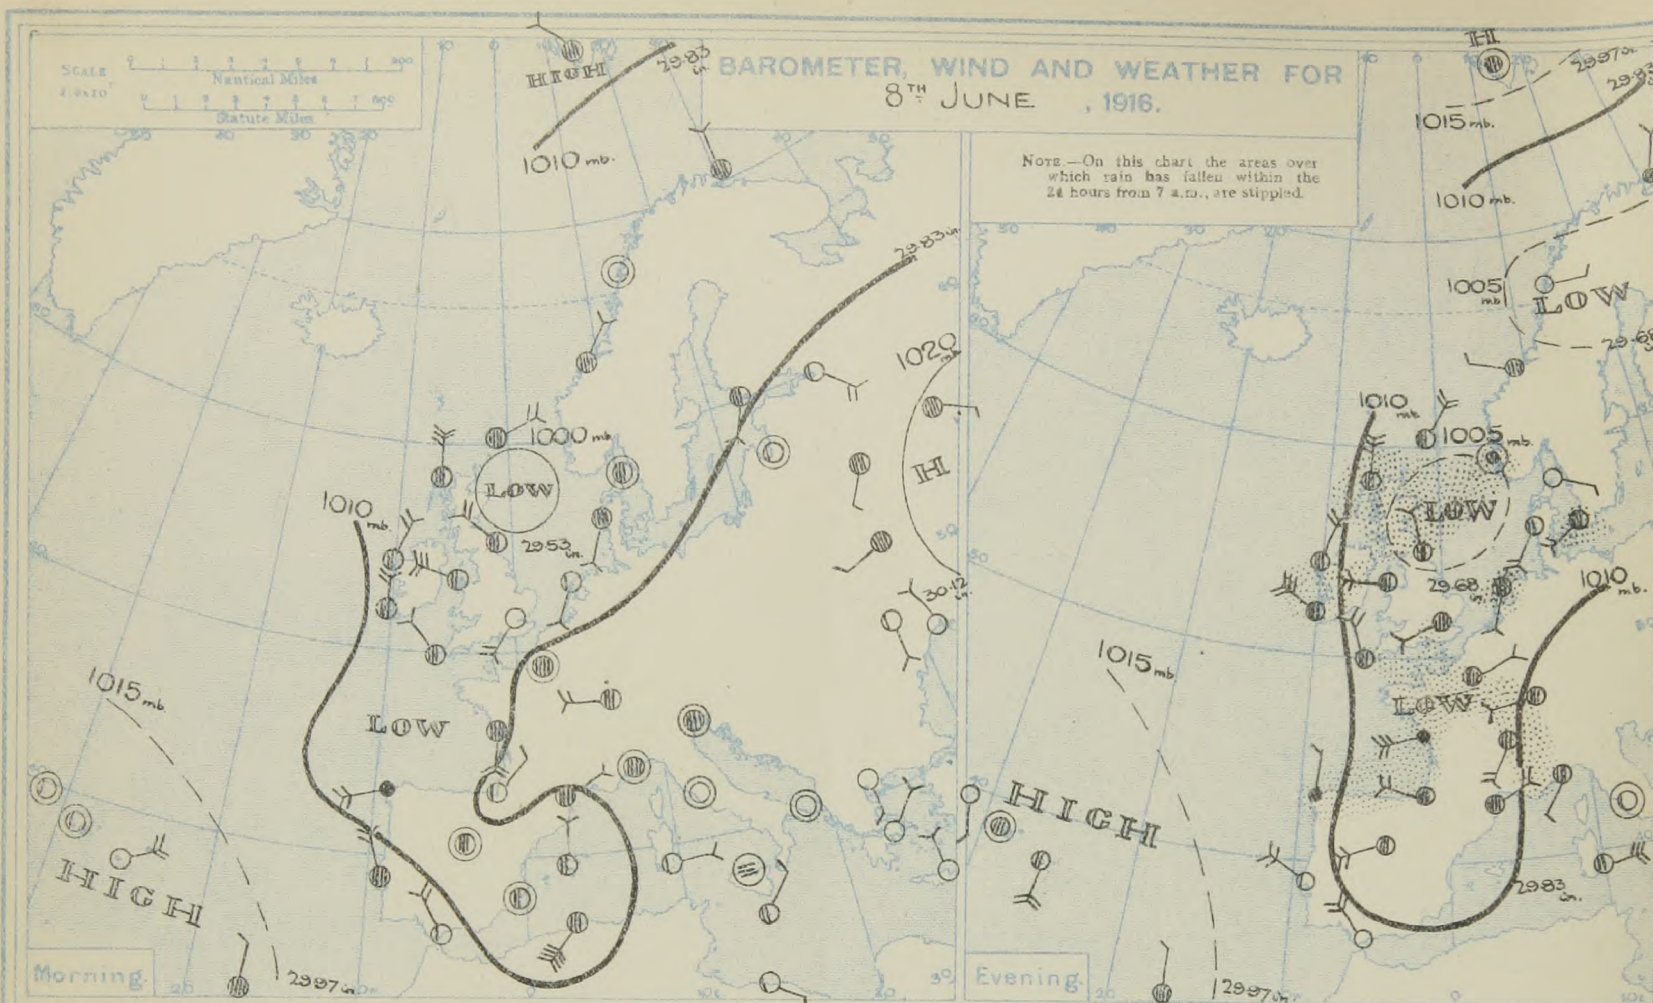 BAROMETER, WIND AND WEATHER FOR
8TH JUNE , 1916.
NOTE.—On this chart the areas over
which rain has fallen within the
24 hours from 7 a.m., are stippled.
SCALE
Nautical Miles
Statute Miles
HIGH
29·83 in.
1010 mb.
29·83 in.
1020 mb.
H
30·12 in.
1000 mb.
LOW
29·53 in.
1010 mb.
1015 mb.
LOW
HIGH
29·97 in.
Morning.
H
29·97 in.
1015 mb.
29·83
1010 mb.
1005 mb
LOW
29·68
1010 mb.
1005 mb.
LOW
29·68 in.
1010 mb.
1015 mb.
LOW
HIGH
29·83 in.
29·97 in.
Evening.